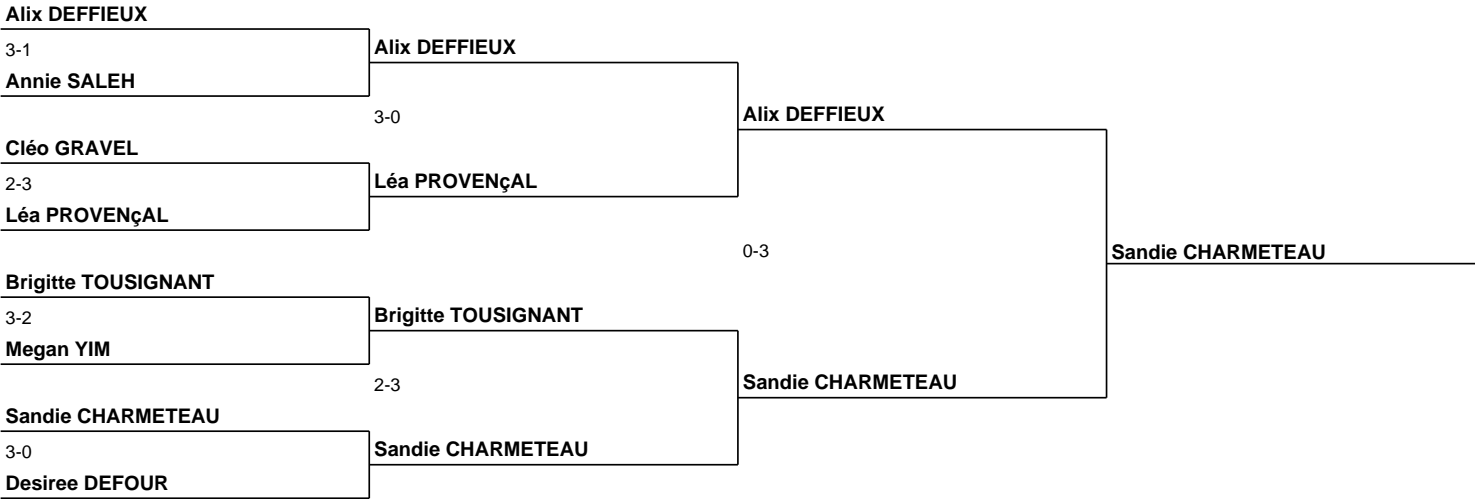 Alix DEFFIEUX
3-1
Alix DEFFIEUX
Annie SALEH
3-0
Alix DEFFIEUX
Cléo GRAVEL
2-3
Léa PROVENçAL
Léa PROVENçAL
0-3
Sandie CHARMETEAU
Brigitte TOUSIGNANT
3-2
Brigitte TOUSIGNANT
Megan YIM
2-3
Sandie CHARMETEAU
Sandie CHARMETEAU
3-0
Sandie CHARMETEAU
Desiree DEFOUR